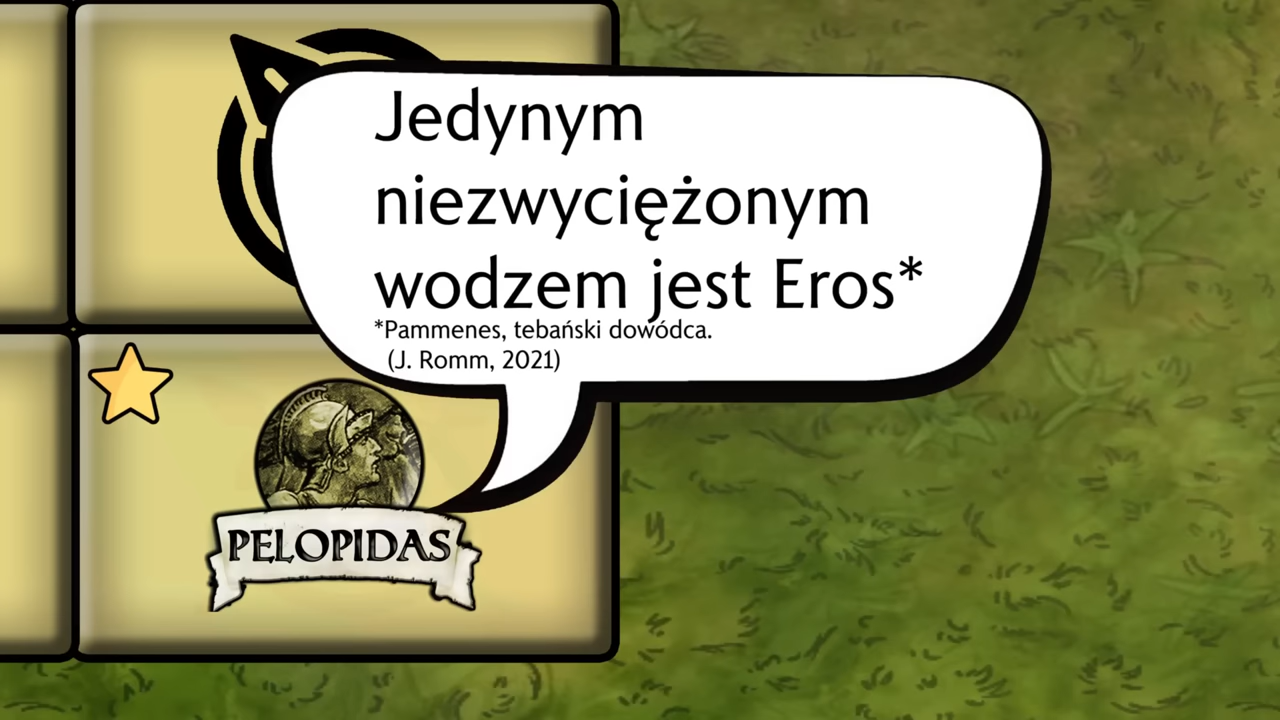 Jedynym
niezwyciężonym
wodzem jest Eros*
*Pammenes, tebański dowódca.
(J. Romm, 2021)
PELOPIDAS